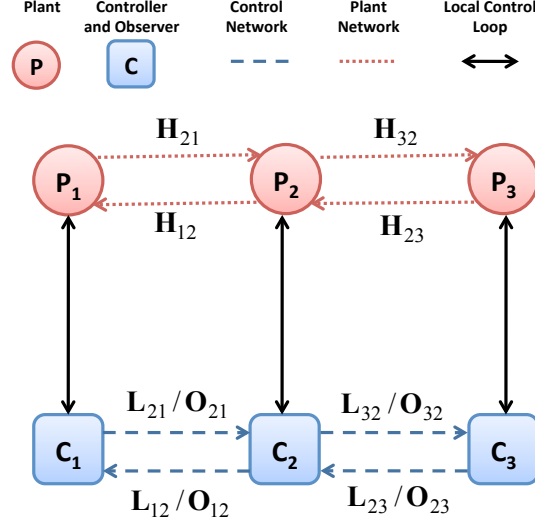 Plant Controller and Observer Control Network Plant Network Local Control Loop
P C
H21 H32
P1 P2 P3
H12 H23
L21/O21 L32/O32
C1 C2 C3
L12/O12 L23/O23